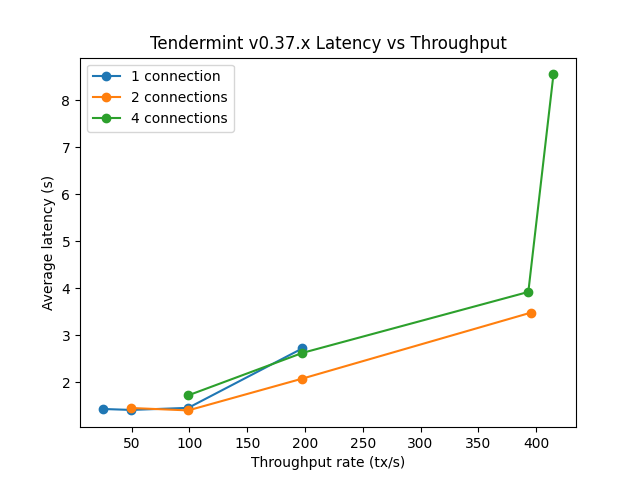 Tendermint v0.37.x Latency vs Throughput
1 connection
2 connections
4 connections
Average latency (s)
8
7
6
5
4
3
2
50 100 150 200 250 300 350 400
Throughput rate (tx/s)